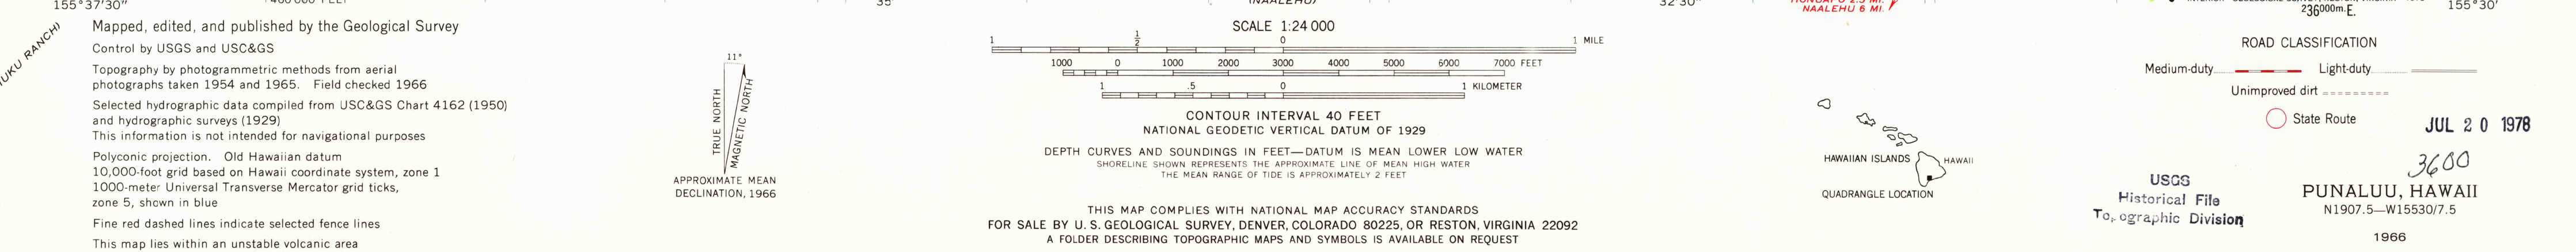 155°37'30"
35'
(NAALEHU)
32'30"
NAALEHU 6 MI.
236000m.E.
155°30'
Mapped, edited, and published by the Geological Survey
Control by USGS and USC&GS
Topography by photogrammetric methods from aerial
photographs taken 1954 and 1965. Field checked 1966
Selected hydrographic data compiled from USC&GS Chart 4162 (1950)
and hydrographic surveys (1929)
This information is not intended for navigational purposes
Polyconic projection. Old Hawaiian datum
10,000-foot grid based on Hawaii coordinate system, zone 1
1000-meter Universal Transverse Mercator grid ticks,
zone 5, shown in blue
Fine red dashed lines indicate selected fence lines
This map lies within an unstable volcanic area
11°
TRUE NORTH
MAGNETIC NORTH
APPROXIMATE MEAN
DECLINATION, 1966
SCALE 1:24 000
1 1/2 0 1 MILE
1000 0 1000 2000 3000 4000 5000 6000 7000 FEET
1 .5 0 1 KILOMETER
CONTOUR INTERVAL 40 FEET
NATIONAL GEODETIC VERTICAL DATUM OF 1929
DEPTH CURVES AND SOUNDINGS IN FEET—DATUM IS MEAN LOWER LOW WATER
SHORELINE SHOWN REPRESENTS THE APPROXIMATE LINE OF MEAN HIGH WATER
THE MEAN RANGE OF TIDE IS APPROXIMATELY 2 FEET
THIS MAP COMPLIES WITH NATIONAL MAP ACCURACY STANDARDS
FOR SALE BY U. S. GEOLOGICAL SURVEY, DENVER, COLORADO 80225, OR RESTON, VIRGINIA 22092
A FOLDER DESCRIBING TOPOGRAPHIC MAPS AND SYMBOLS IS AVAILABLE ON REQUEST
HAWAIIAN ISLANDS
HAWAII
QUADRANGLE LOCATION
ROAD CLASSIFICATION
Medium-duty Light-duty
Unimproved dirt
State Route
JUL 20 1978
3600
USGS
Historical File
Topographic Division
PUNALUU, HAWAII
N1907.5—W15530/7.5
1966